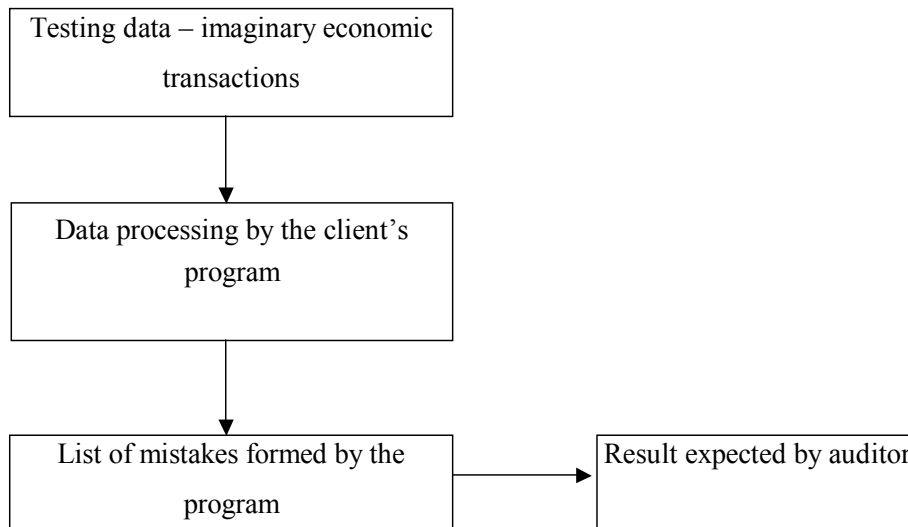 Testing data – imaginary economic
transactions
Data processing by the client’s
program
List of mistakes formed by the
program
Result expected by auditor